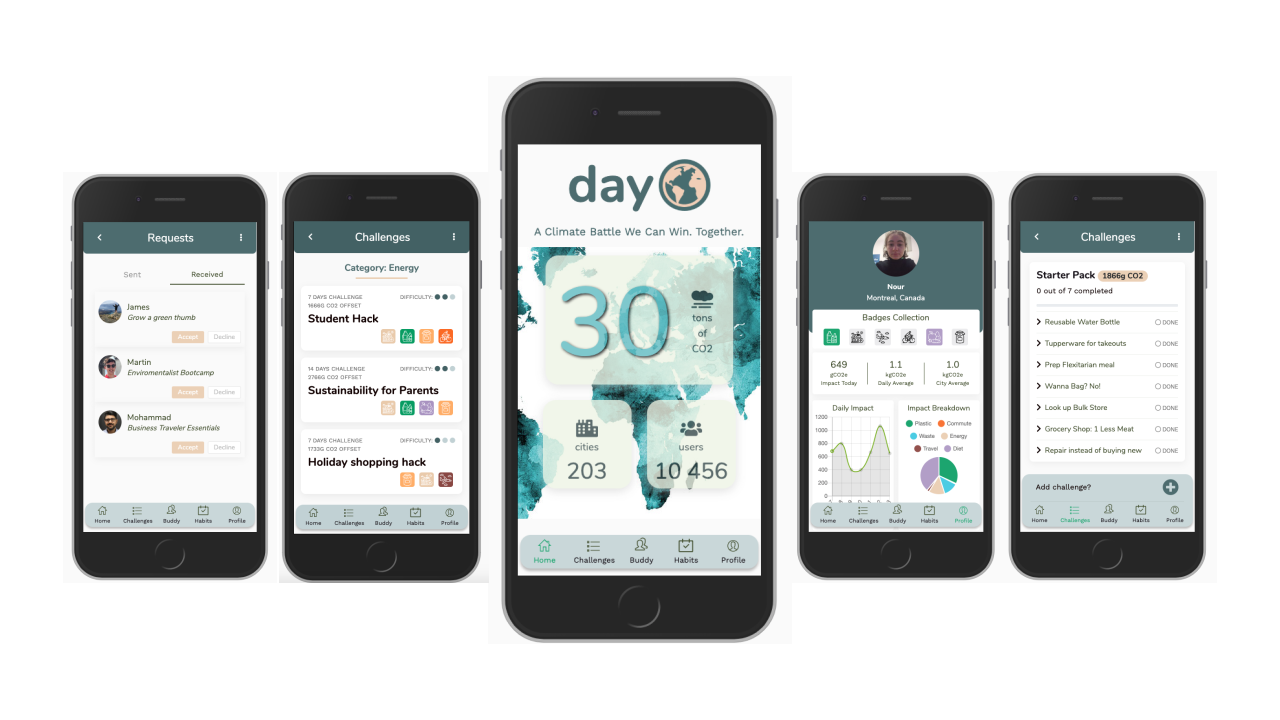 Requests
Sent
Received
James
Grow a green thumb
Accept
Decline
Martin
Enviromentalist Bootcamp
Accept
Decline
Mohammad
Business Traveler Essentials
Accept
Decline
Home
Challenges
Buddy
Habits
Profile
Challenges
Category: Energy
7 DAYS CHALLENGE
DIFFICULTY:
1666G CO2 OFFSET
Student Hack
14 DAYS CHALLENGE
DIFFICULTY:
2766G CO2 OFFSET
Sustainability for Parents
7 DAYS CHALLENGE
DIFFICULTY:
1733G CO2 OFFSET
Holiday shopping hack
Home
Challenges
Buddy
Habits
Profile
day
A Climate Battle We Can Win. Together.
30
tons
of
CO2
cities
203
users
10 456
Home
Challenges
Buddy
Habits
Profile
Nour
Montreal, Canada
Badges Collection
649
gCO2e
Impact Today
1.1
kgCO2e
Daily Average
1.0
kgCO2e
City Average
Daily Impact
1200
1000
800
600
400
200
0
Impact Breakdown
Plastic
Commute
Waste
Energy
Travel
Diet
Home
Challenges
Buddy
Habits
Profile
Challenges
Starter Pack 1866g CO2
0 out of 7 completed
Reusable Water Bottle DONE
Tupperware for takeouts DONE
Prep Flexitarian meal DONE
Wanna Bag? No! DONE
Look up Bulk Store DONE
Grocery Shop: 1 Less Meat DONE
Repair instead of buying new DONE
Add challenge?
Home
Challenges
Buddy
Habits
Profile